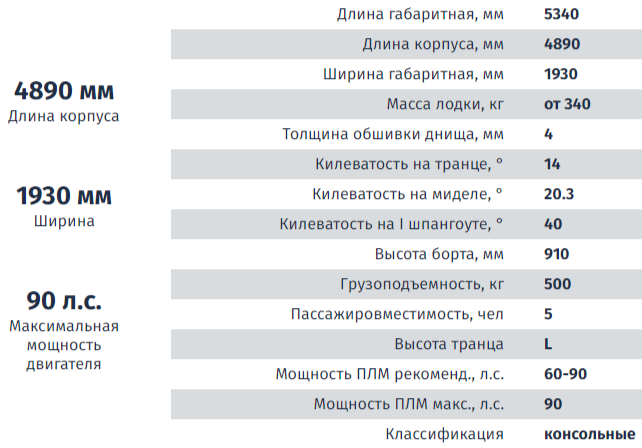 4890 мм
Длина корпуса
1930 мм
Ширина
90 л.с.
Максимальная
мощность
двигателя
Длина габаритная, мм 5340
Длина корпуса, мм 4890
Ширина габаритная, мм 1930
Масса лодки, кг от 340
Толщина обшивки днища, мм 4
Килеватость на транце, ° 14
Килеватость на миделе, ° 20.3
Килеватость на I шпангоуте, ° 40
Высота борта, мм 910
Грузоподъемность, кг 500
Пассажировместимость, чел 5
Высота транца L
Мощность ПЛМ рекоменд., л.с. 60-90
Мощность ПЛМ макс., л.с. 90
Классификация консольные